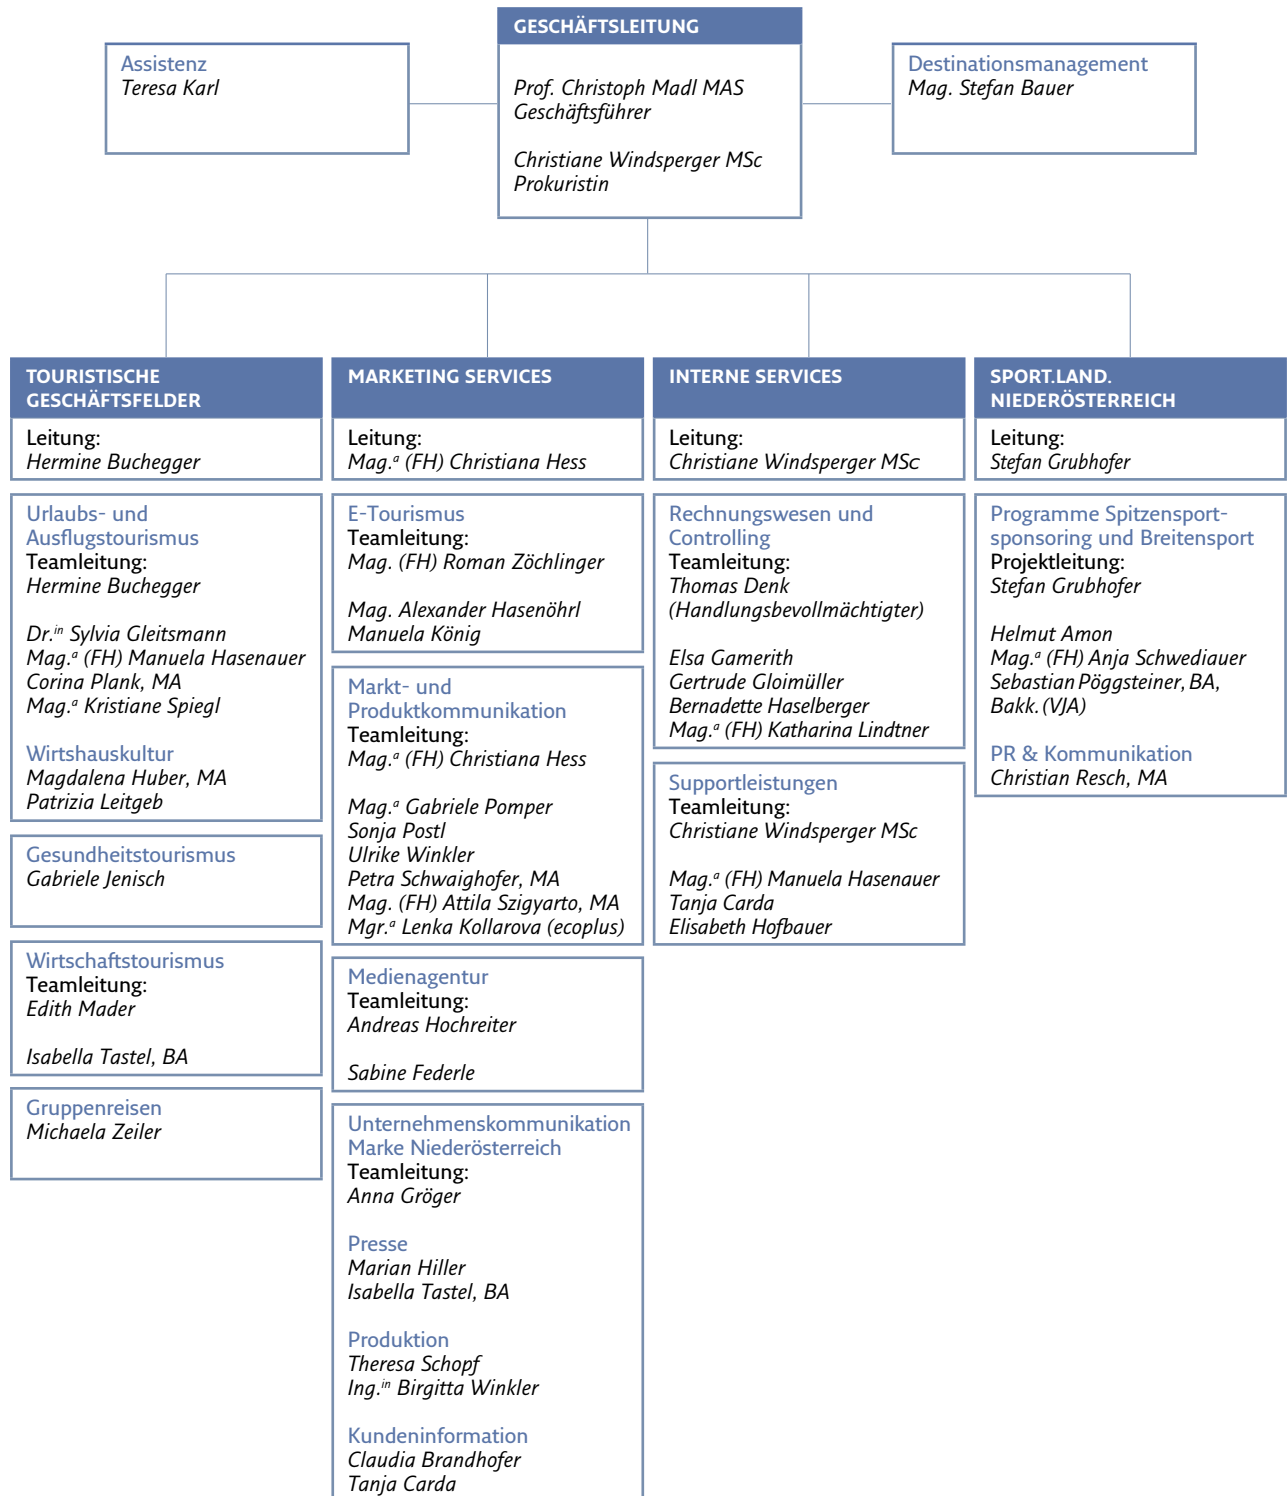 GESCHÄFTSLEITUNG
Assistenz
Teresa Karl
Prof. Christoph Madl MAS
Geschäftsführer
Christiane Windsperger MSc
Prokuristin
Destinationsmanagement
Mag. Stefan Bauer
TOURISTISCHE
GESCHÄFTSFELDER
Leitung:
Hermine Buchegger
Urlaubs- und
Ausflugstourismus
Teamleitung:
Hermine Buchegger
Dr.in Sylvia Gleitsmann
Mag.a (FH) Manuela Hasenauer
Corina Plank, MA
Mag.a Kristiane Spiegl
Wirtshauskultur
Magdalena Huber, MA
Patrizia Leitgeb
Gesundheitstourismus
Gabriele Jenisch
Wirtschaftstourismus
Teamleitung:
Edith Mader
Isabella Tastel, BA
Gruppenreisen
Michaela Zeiler
MARKETING SERVICES
Leitung:
Mag.a (FH) Christiana Hess
E-Tourismus
Teamleitung:
Mag. (FH) Roman Zöchlinger
Mag. Alexander Hasenöhrl
Manuela König
Markt- und
Produktkommunikation
Teamleitung:
Mag.a (FH) Christiana Hess
Mag.a Gabriele Pomper
Sonja Postl
Ulrike Winkler
Petra Schwaighofer, MA
Mag. (FH) Attila Szigyarto, MA
Mgr.a Lenka Kollarova (ecoplus)
Medienagentur
Teamleitung:
Andreas Hochreiter
Sabine Federle
Unternehmenskommunikation
Marke Niederösterreich
Teamleitung:
Anna Gröger
Presse
Marian Hiller
Isabella Tastel, BA
Produktion
Theresa Schopf
Ing.in Birgitta Winkler
Kundeninformation
Claudia Brandhofer
Tanja Carda
INTERNE SERVICES
Leitung:
Christiane Windsperger MSc
Rechnungswesen und
Controlling
Teamleitung:
Thomas Denk
(Handlungsbevollmächtigter)
Elsa Gamerith
Gertrude Gloimüller
Bernadette Haselberger
Mag.a (FH) Katharina Lindtner
Supportleistungen
Teamleitung:
Christiane Windsperger MSc
Mag.a (FH) Manuela Hasenauer
Tanja Carda
Elisabeth Hofbauer
SPORT.LAND.
NIEDERÖSTERREICH
Leitung:
Stefan Grubhofer
Programme Spitzensport-
sponsoring und Breitensport
Projektleitung:
Stefan Grubhofer
Helmut Amon
Mag.a (FH) Anja Schwediauer
Sebastian Pöggsteiner, BA,
Bakk. (VJA)
PR & Kommunikation
Christian Resch, MA